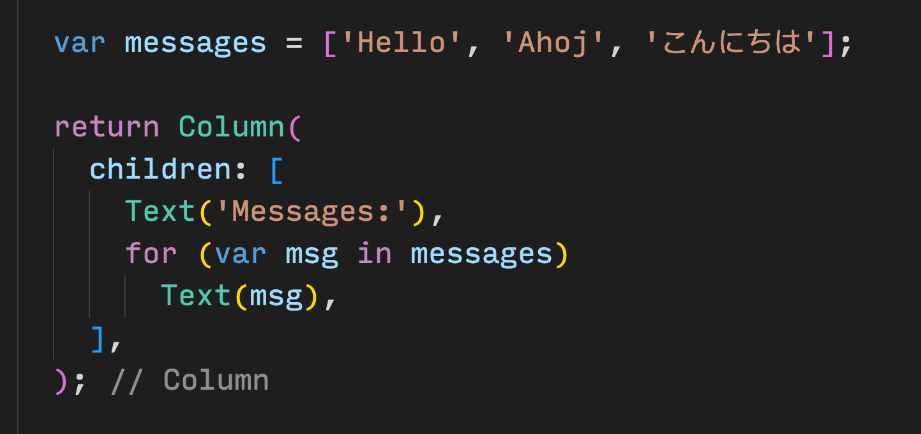 var messages = ['Hello', 'Ahoj', 'こんにちは'];
return Column(
children: [
Text('Messages:'),
for (var msg in messages)
Text(msg),
],
); // Column